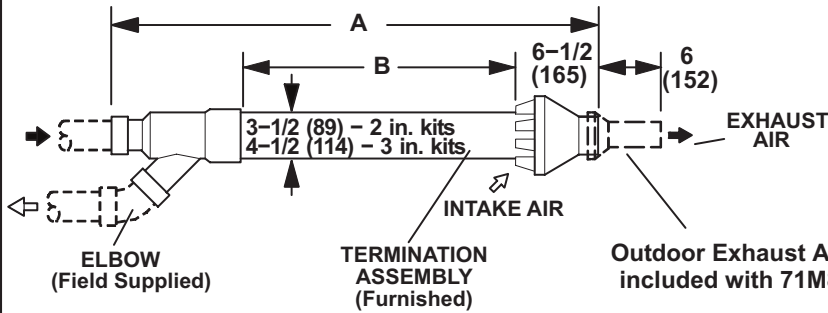 A
B
6−1/2
(165)
6
(152)
3−1/2 (89) − 2 in. kits
4−1/2 (114) − 3 in. kits
EXHAUST
AIR
INTAKE AIR
ELBOW
(Field Supplied)
TERMINATION
ASSEMBLY
(Furnished)
Outdoor Exhaust
included with